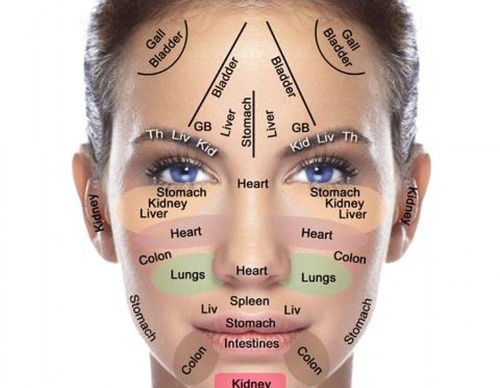 Gall
Bladder
Gall
Bladder
Bladder
Bladder
Liver
Stomach
Liver
GB
GB
Th Liv Kid
Kid Liv Th
Heart
Stomach
Kidney
Liver
Stomach
Kidney
Liver
Kidney
Kidney
Heart
Heart
Colon
Colon
Lungs
Heart
Lungs
Stomach
Stomach
Liv
Spleen
Liv
Stomach
Intestines
Colon
Colon
Kidney